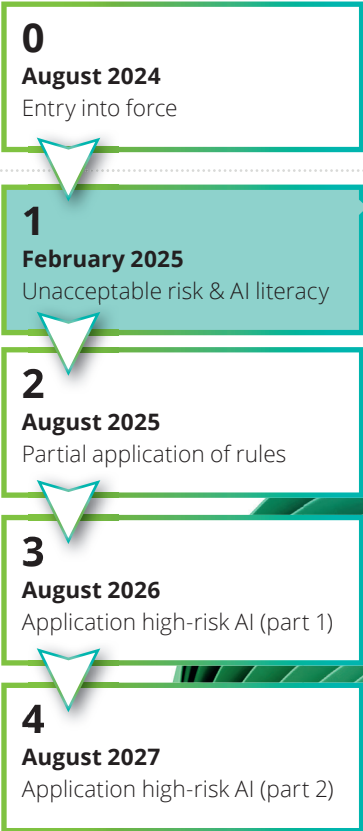 0
August 2024
Entry into force
1
February 2025
Unacceptable risk & AI literacy
2
August 2025
Partial application of rules
3
August 2026
Application high-risk AI (part 1)
4
August 2027
Application high-risk AI (part 2)